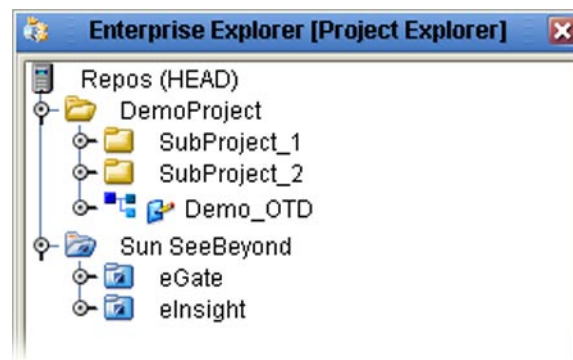 Enterprise Explorer [Project Explorer]
Repos (HEAD)
DemoProject
SubProject_1
SubProject_2
Demo_OTD
Sun SeeBeyond
eGate
eInsight